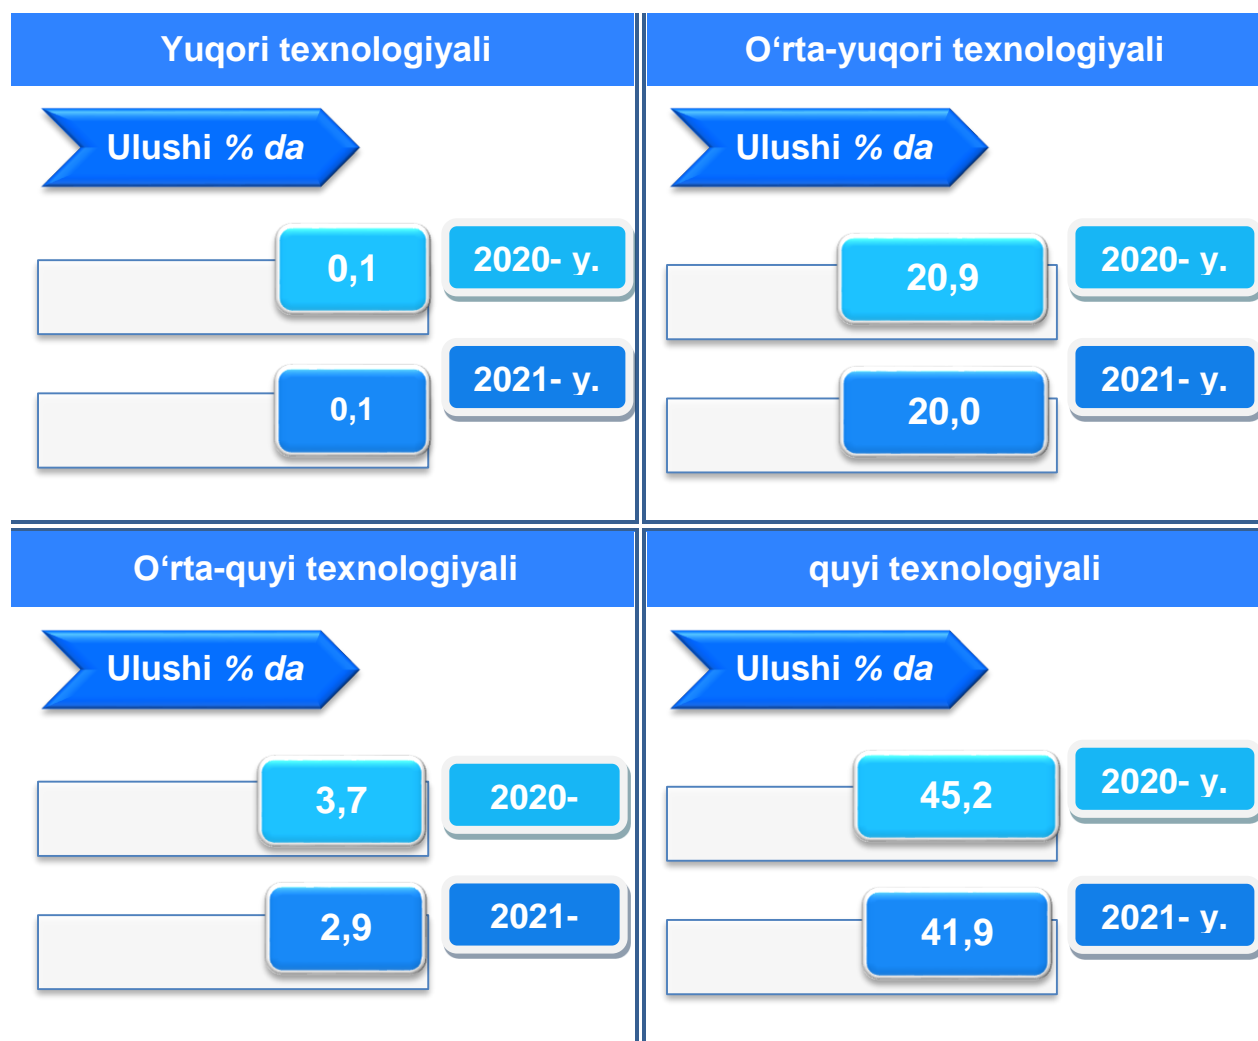 Yuqori texnologiyali
Ulushi % da
0,1
2020- y.
0,1
2021- y.
O‘rta-yuqori texnologiyali
Ulushi % da
20,9
2020- y.
20,0
2021- y.
O‘rta-quyi texnologiyali
Ulushi % da
3,7
2020-
2,9
2021-
quyi texnologiyali
Ulushi % da
45,2
2020- y.
41,9
2021- y.